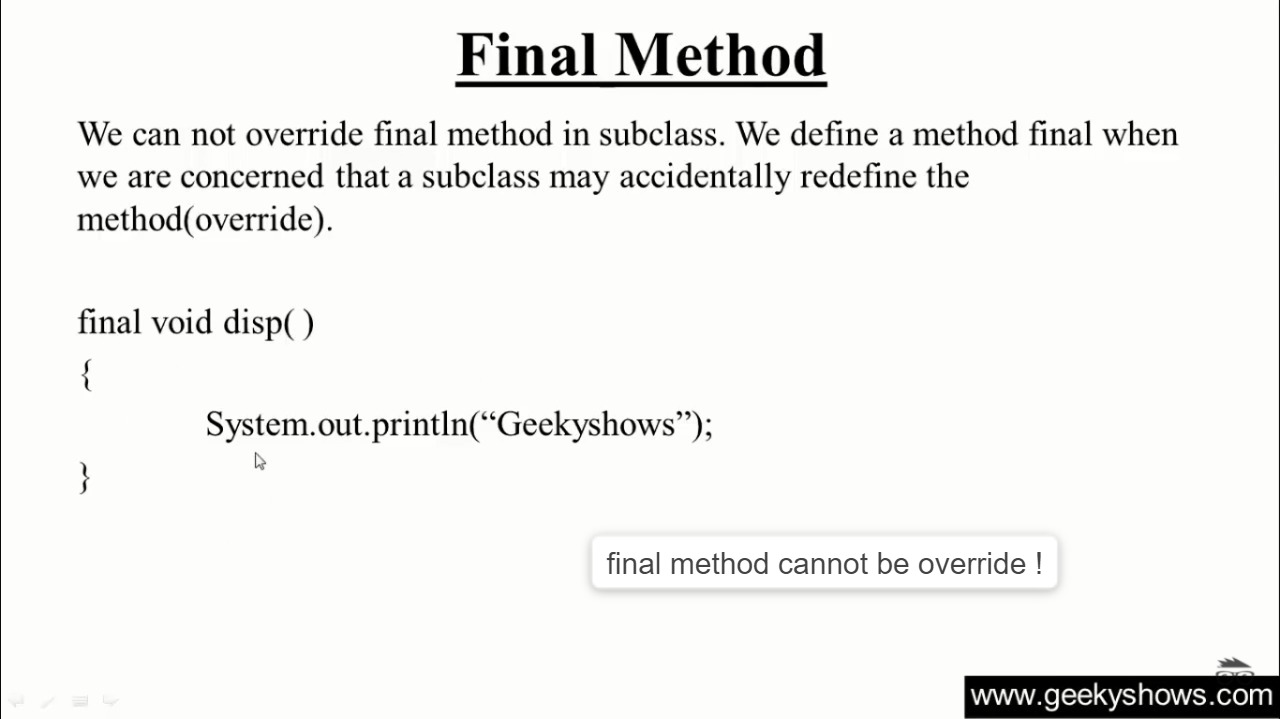 Final Method
We can not override final method in subclass. We define a method final when
we are concerned that a subclass may accidentally redefine the
method(override).
final void disp( )
{
System.out.println(“Geekyshows”);
}
final method cannot be override !
www.geekyshows.com